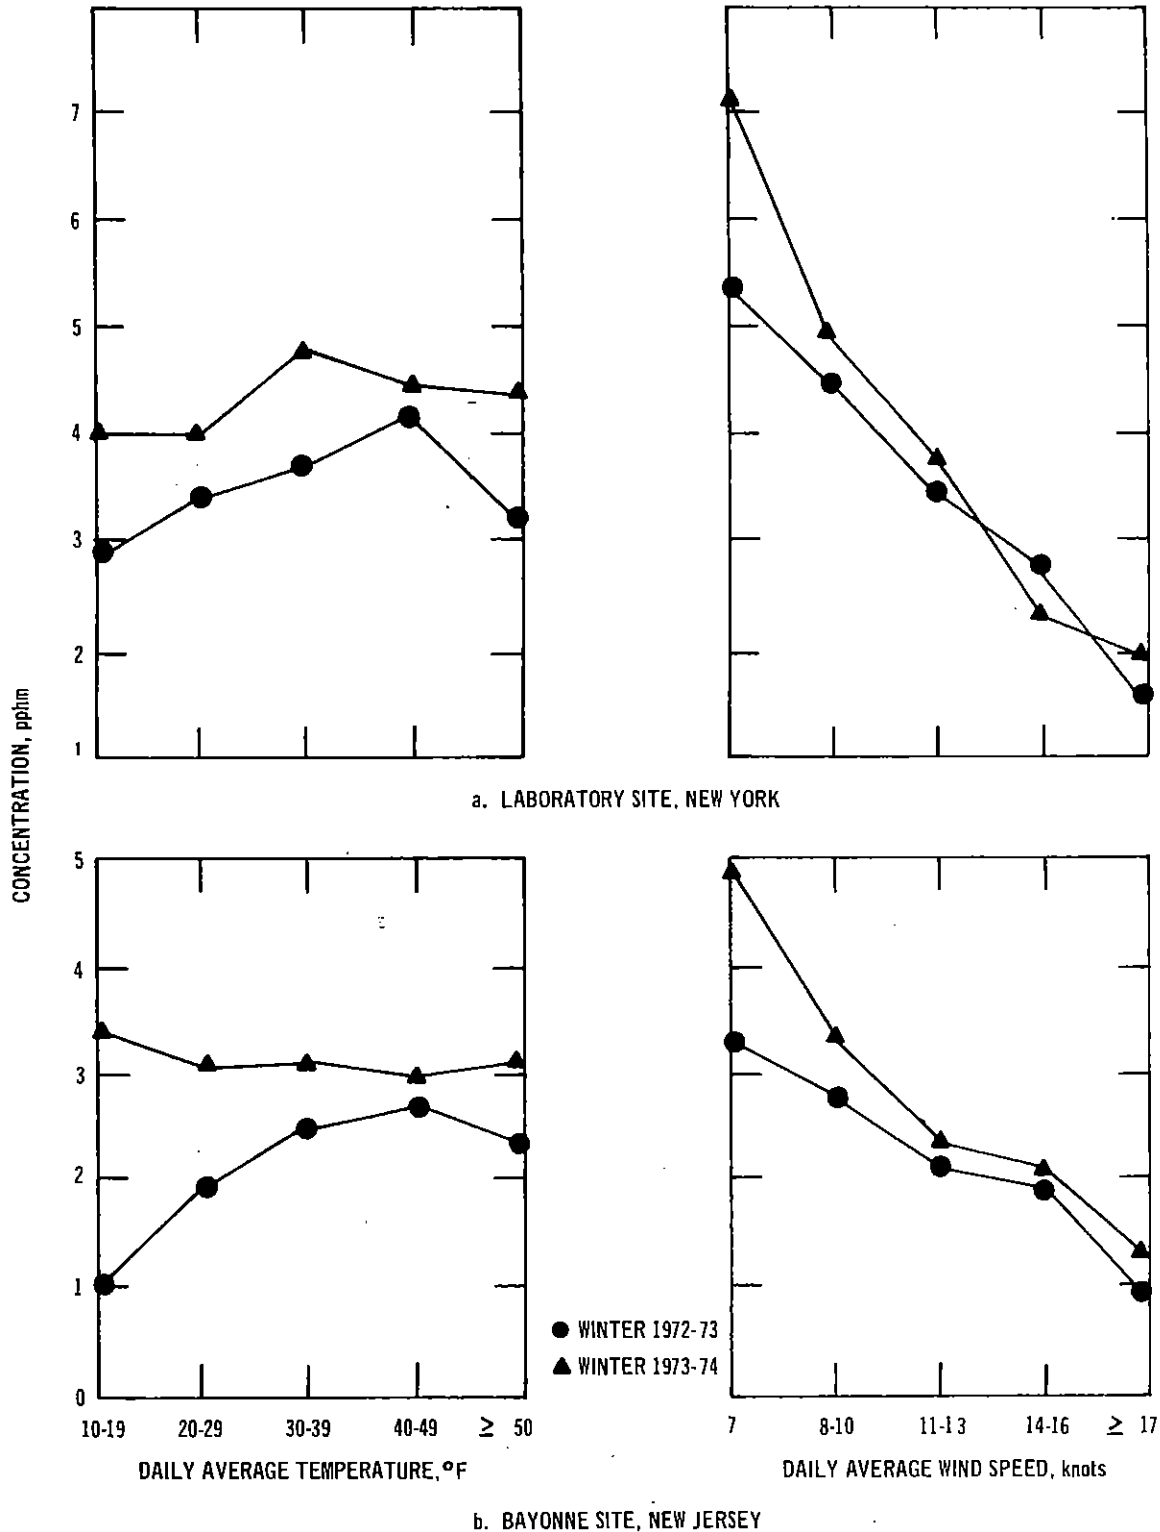 CONCENTRATION, pphm
7
6
5
4
3
2
1
a. LABORATORY SITE, NEW YORK
5
4
3
2
1
0
● WINTER 1972-73
▲ WINTER 1973-74
10-19 20-29 30-39 40-49 ≥ 50
7 8-10 11-13 14-16 ≥ 17
DAILY AVERAGE TEMPERATURE, °F
DAILY AVERAGE WIND SPEED, knots
b. BAYONNE SITE, NEW JERSEY